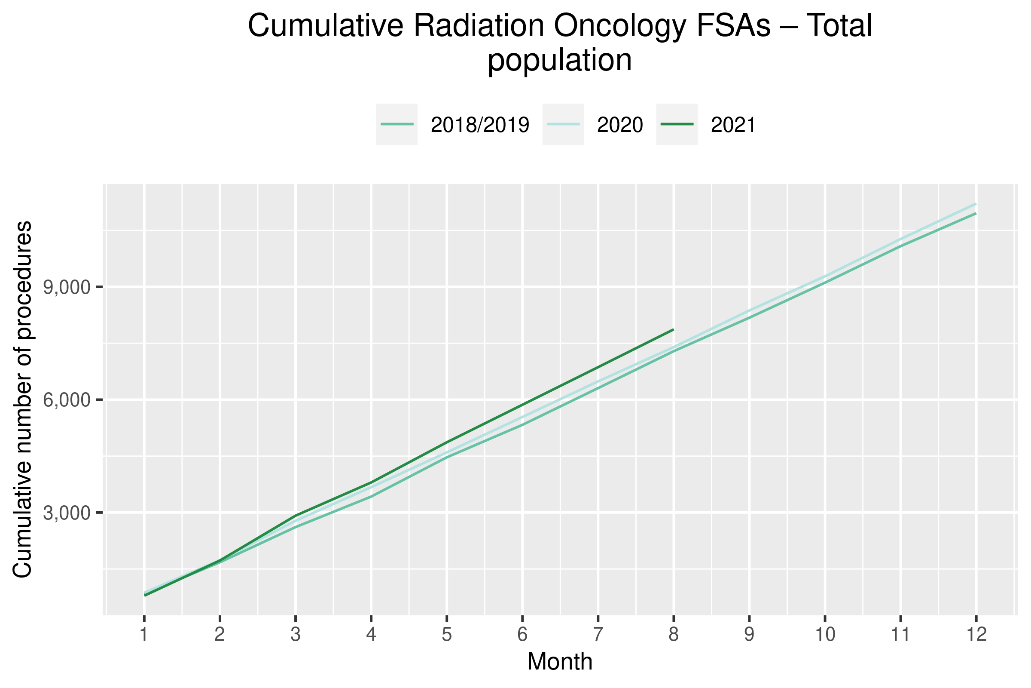 Cumulative Radiation Oncology FSAs – Total
population
2018/2019 2020 2021
Cumulative number of procedures
9,000
6,000
3,000
1 2 3 4 5 6 7 8 9 10 11 12
Month